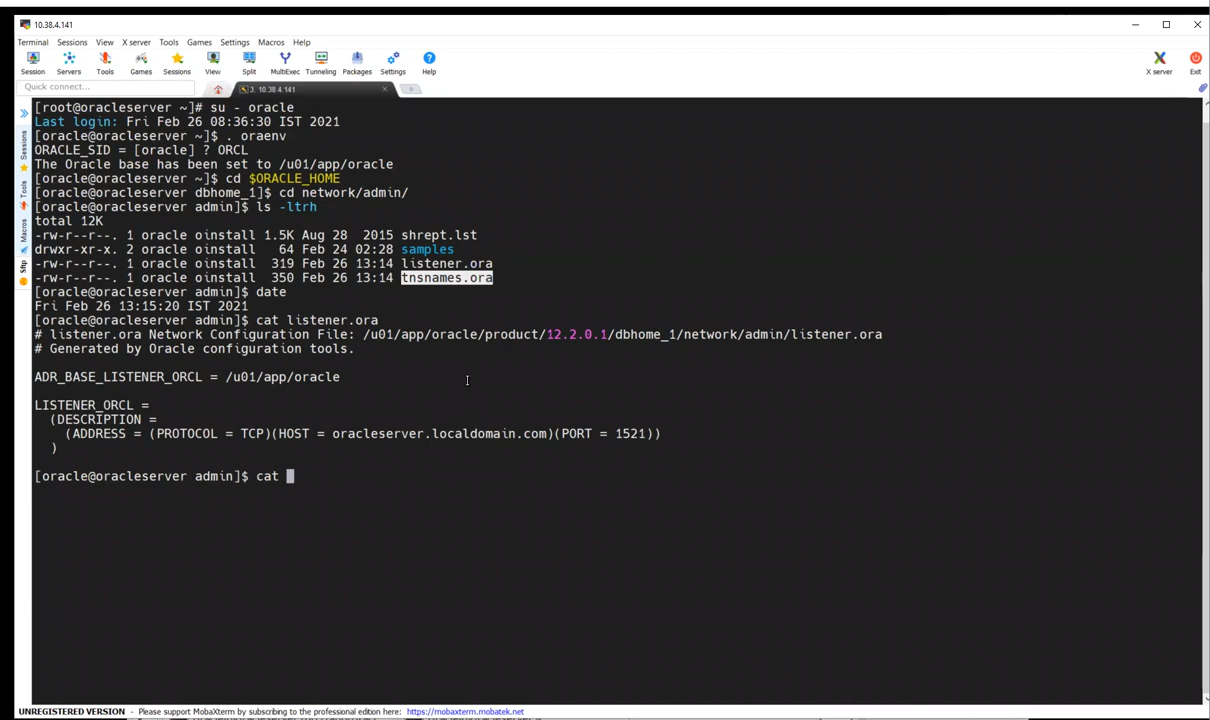 10.38.4.141
Terminal Sessions View X server Tools Games Settings Macros Help
Session Servers Tools Games Sessions View Split MultiExec Tunneling Packages Settings Help X server Exit
Quick connect... 3. 10.38.4.141
Sessions
Tools
Macros
Sftp
[root@oracleserver ~]# su - oracle
Last login: Fri Feb 26 08:36:30 IST 2021
[oracle@oracleserver ~]$ . oraenv
ORACLE_SID = [oracle] ? ORCL
The Oracle base has been set to /u01/app/oracle
[oracle@oracleserver ~]$ cd $ORACLE_HOME
[oracle@oracleserver dbhome_1]$ cd network/admin/
[oracle@oracleserver admin]$ ls -ltrh
total 12K
-rw-r--r--. 1 oracle oinstall 1.5K Aug 28  2015 shrept.lst
drwxr-xr-x. 2 oracle oinstall   64 Feb 24 02:28 samples
-rw-r--r--. 1 oracle oinstall  319 Feb 26 13:14 listener.ora
-rw-r--r--. 1 oracle oinstall  350 Feb 26 13:14 tnsnames.ora
[oracle@oracleserver admin]$ date
Fri Feb 26 13:15:20 IST 2021
[oracle@oracleserver admin]$ cat listener.ora
# listener.ora Network Configuration File: /u01/app/oracle/product/12.2.0.1/dbhome_1/network/admin/listener.ora
# Generated by Oracle configuration tools.
ADR_BASE_LISTENER_ORCL = /u01/app/oracle
LISTENER_ORCL =
  (DESCRIPTION =
    (ADDRESS = (PROTOCOL = TCP)(HOST = oracleserver.localdomain.com)(PORT = 1521))
  )
[oracle@oracleserver admin]$ cat
UNREGISTERED VERSION - Please support MobaXterm by subscribing to the professional edition here: https://mobaxterm.mobatek.net